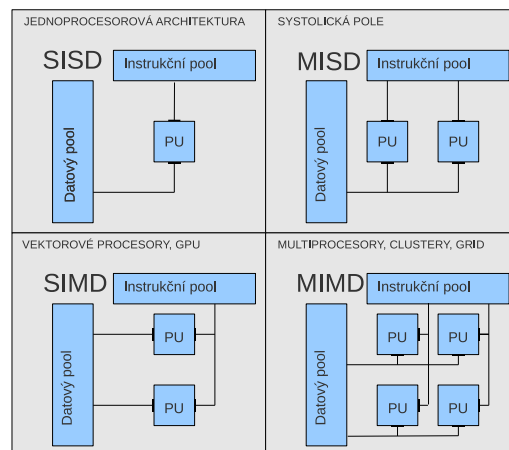 JEDNOPROCESOROVÁ ARCHITEKTURA
SISD
Instrukční pool
Datový pool
PU
SYSTOLICKÁ POLE
MISD
Instrukční pool
Datový pool
PU
PU
VEKTOROVÉ PROCESORY, GPU
SIMD
Instrukční pool
Datový pool
PU
PU
MULTIPROCESORY, CLUSTERY, GRID
MIMD
Instrukční pool
Datový pool
PU
PU
PU
PU